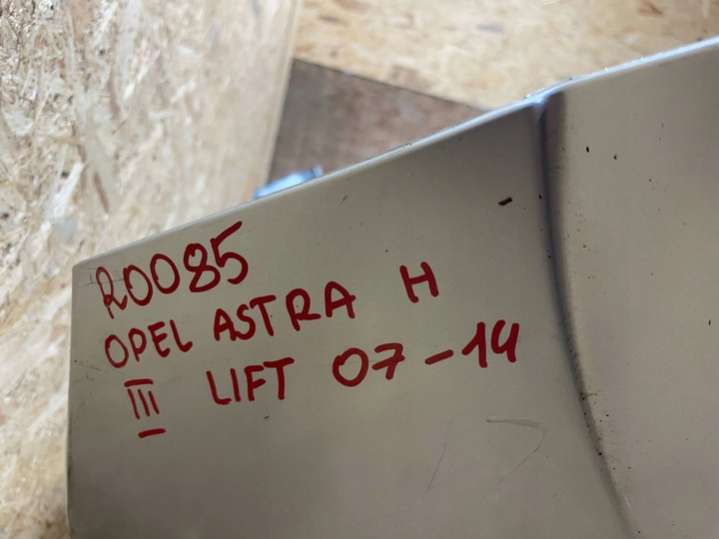 R0085
OPEL ASTRA H
III LIFT 07-14